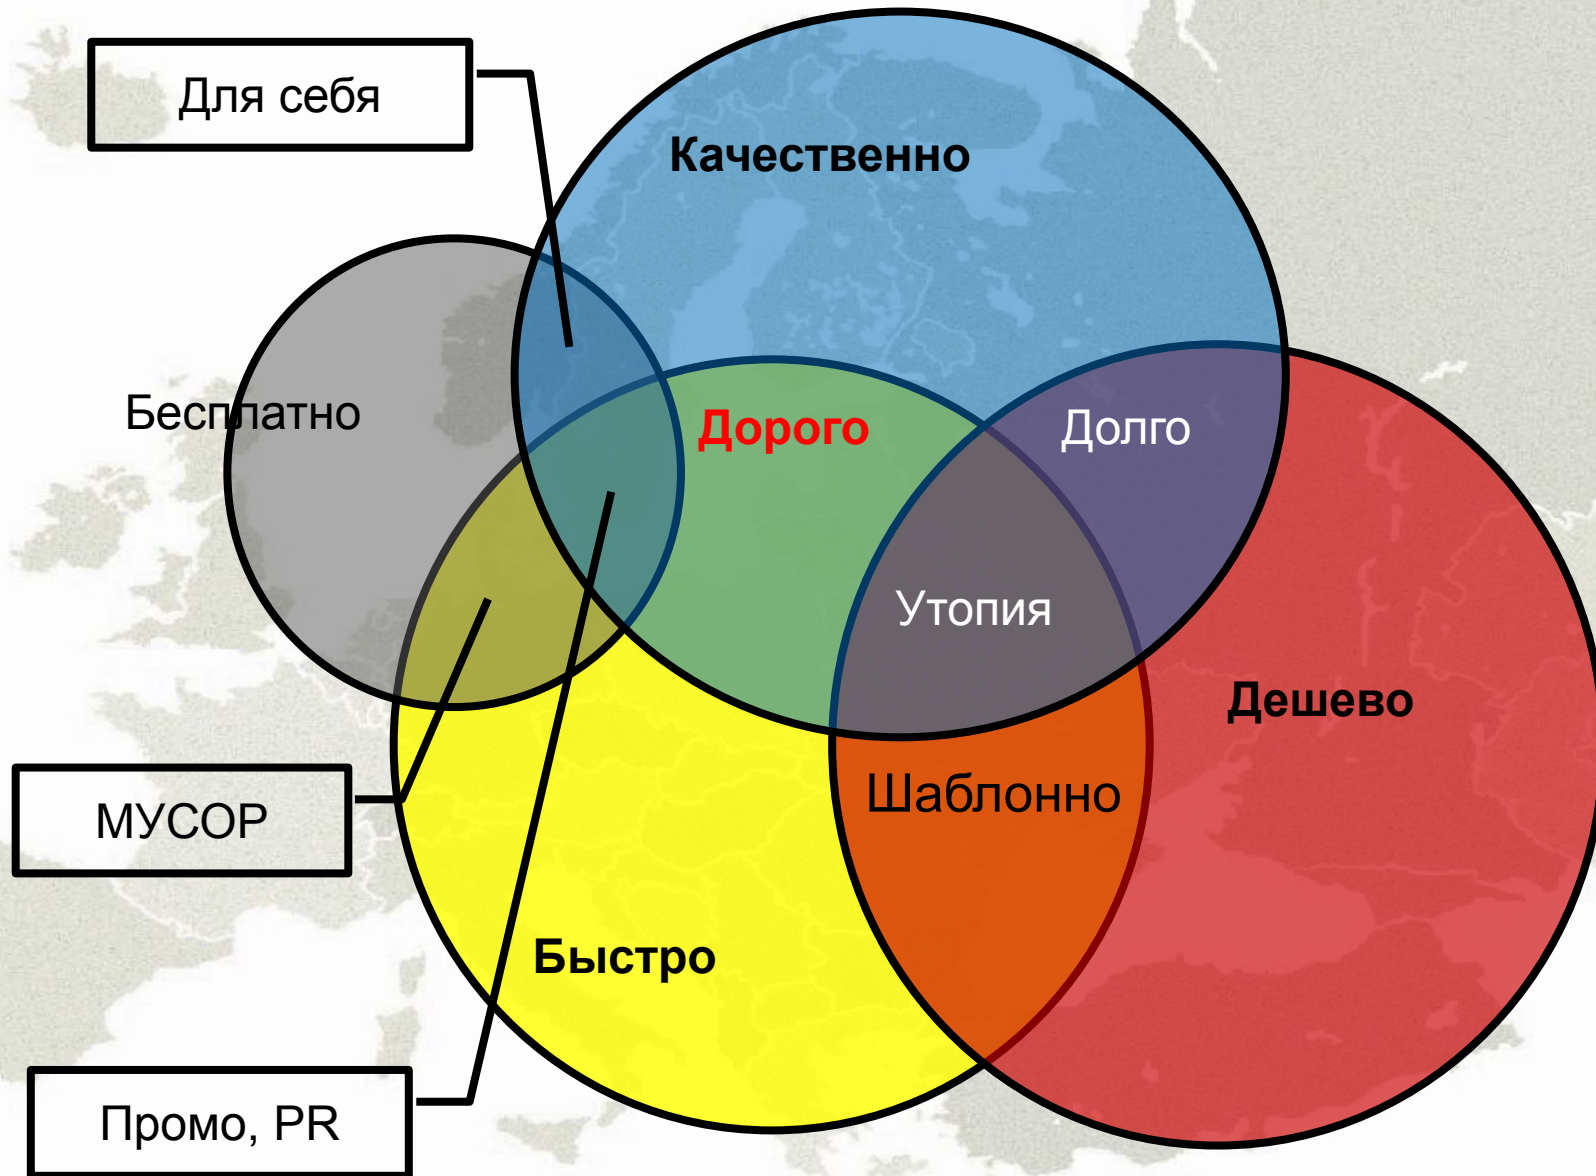 Для себя
Качественно
Бесплатно
Дорого
Долго
Утопия
Дешево
Шаблонно
МУСОР
Быстро
Промо, PR